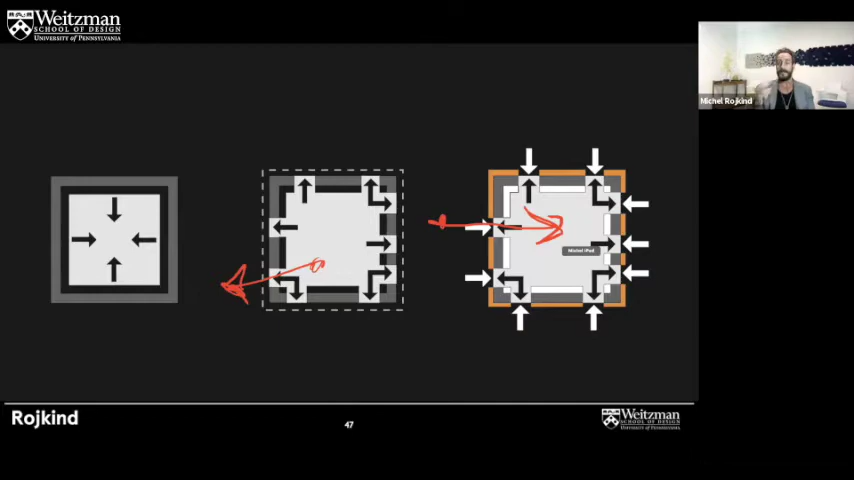 Weitzman
SCHOOL OF DESIGN
UNIVERSITY OF PENNSYLVANIA
Michel Rojkind
Michel iPad
Rojkind
47
Weitzman
SCHOOL OF DESIGN
UNIVERSITY OF PENNSYLVANIA